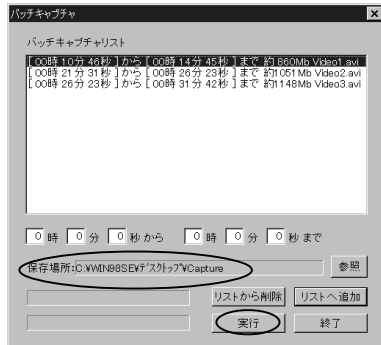 バッチキャプチャ
バッチキャプチャリスト
[ 00時 10分 46秒 ]から [ 00時 14分 45秒 ]まで 約 860Mb Video1.avi
[ 00時 21分 31秒 ]から [ 00時 26分 23秒 ]まで 約1051Mb Video2.avi
[ 00時 26分 23秒 ]から [ 00時 31分 42秒 ]まで 約1148Mb Video3.avi
0 時 0 分 0 秒から 0 時 0 分 0 秒まで
保存場所:C:¥WIN98SE¥ﾃﾞｽｸﾄｯﾌﾟ¥Capture 参照
リストから削除 リストへ追加
実行 終了